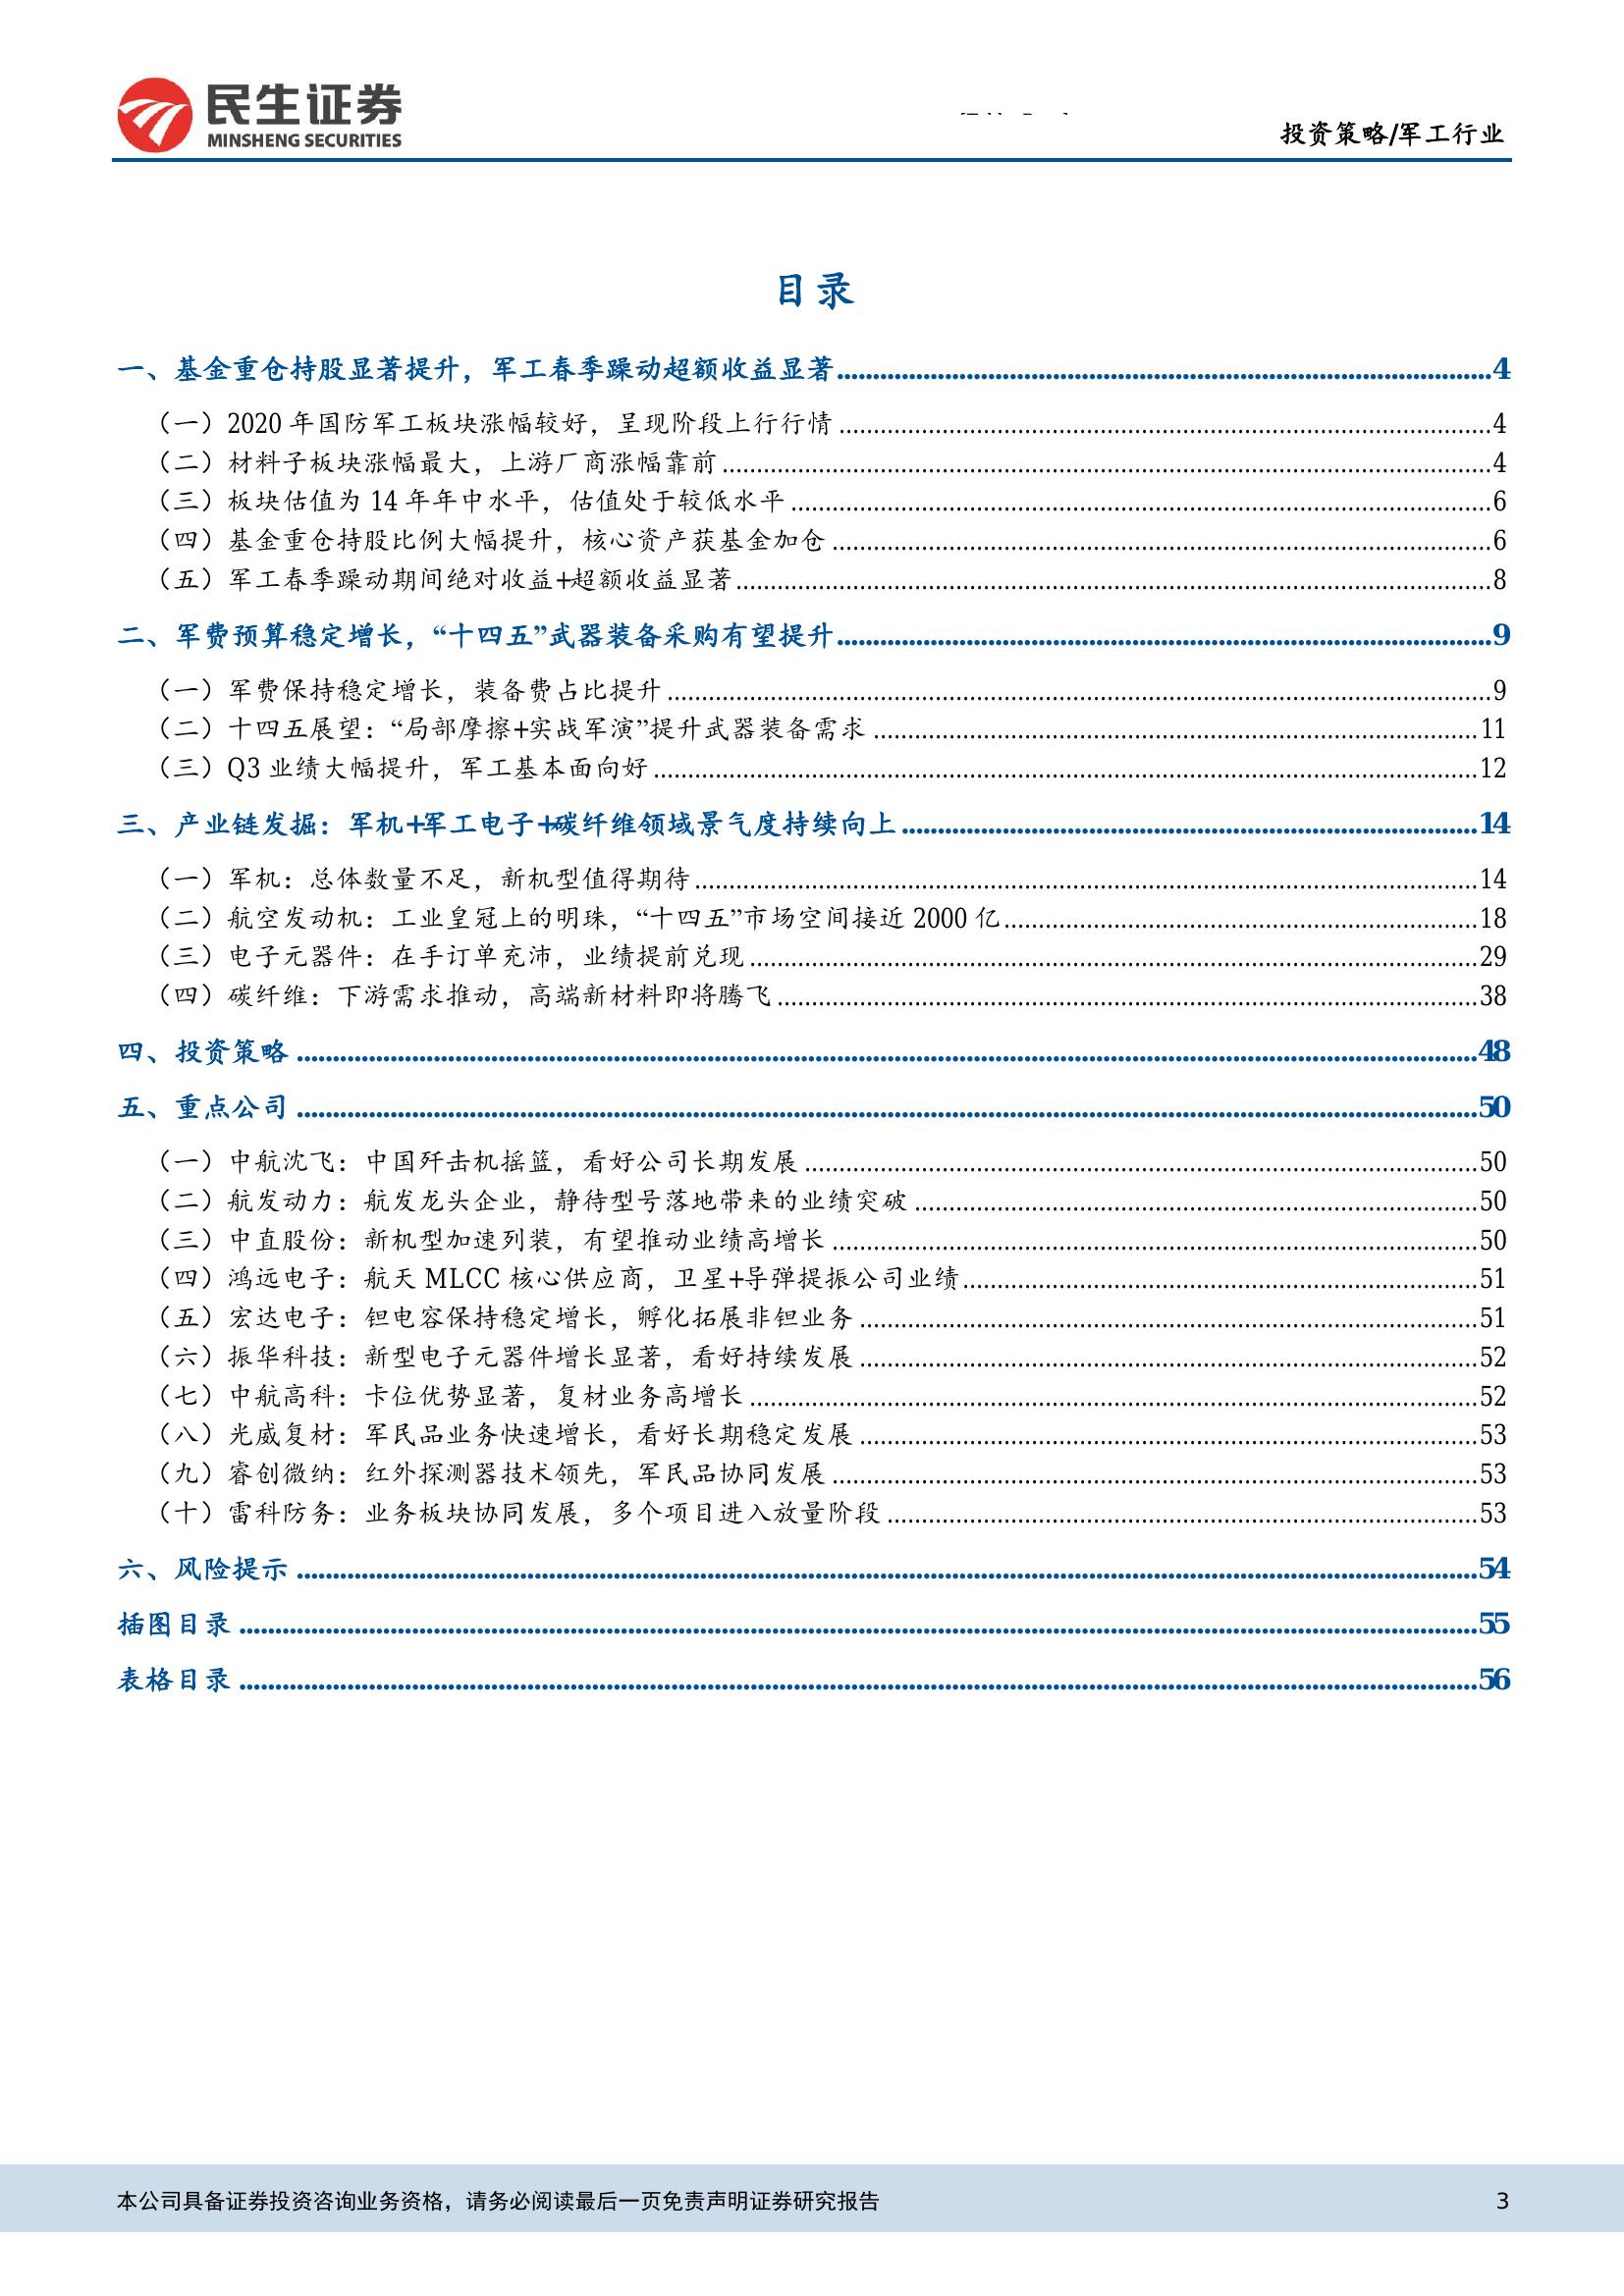 民生证券
MINSHENG SECURITIES
投资策略/军工行业
目录
一、基金重仓持股显著提升，军工春季躁动超额收益显著........4
（一）2020 年国防军工板块涨幅较好，呈现阶段上行行情........4
（二）材料子板块涨幅最大，上游厂商涨幅靠前........4
（三）板块估值为 14 年年中水平，估值处于较低水平........6
（四）基金重仓持股比例大幅提升，核心资产获基金加仓........6
（五）军工春季躁动期间绝对收益+超额收益显著........8
二、军费预算稳定增长，“十四五”武器装备采购有望提升........9
（一）军费保持稳定增长，装备费占比提升........9
（二）十四五展望：“局部摩擦+实战军演”提升武器装备需求........11
（三）Q3 业绩大幅提升，军工基本面向好........12
三、产业链发掘：军机+军工电子+碳纤维领域景气度持续向上........14
（一）军机：总体数量不足，新机型值得期待........14
（二）航空发动机：工业皇冠上的明珠，“十四五”市场空间接近 2000 亿........18
（三）电子元器件：在手订单充沛，业绩提前兑现........29
（四）碳纤维：下游需求推动，高端新材料即将腾飞........38
四、投资策略........48
五、重点公司........50
（一）中航沈飞：中国歼击机摇篮，看好公司长期发展........50
（二）航发动力：航发龙头企业，静待型号落地带来的业绩突破........50
（三）中直股份：新机型加速列装，有望推动业绩高增长........50
（四）鸿远电子：航天 MLCC 核心供应商，卫星+导弹提振公司业绩........51
（五）宏达电子：钽电容保持稳定增长，孵化拓展非钽业务........51
（六）振华科技：新型电子元器件增长显著，看好持续发展........52
（七）中航高科：卡位优势显著，复材业务高增长........52
（八）光威复材：军民品业务快速增长，看好长期稳定发展........53
（九）睿创微纳：红外探测器技术领先，军民品协同发展........53
（十）雷科防务：业务板块协同发展，多个项目进入放量阶段........53
六、风险提示........54
插图目录........55
表格目录........56
本公司具备证券投资咨询业务资格，请务必阅读最后一页免责声明证券研究报告 3